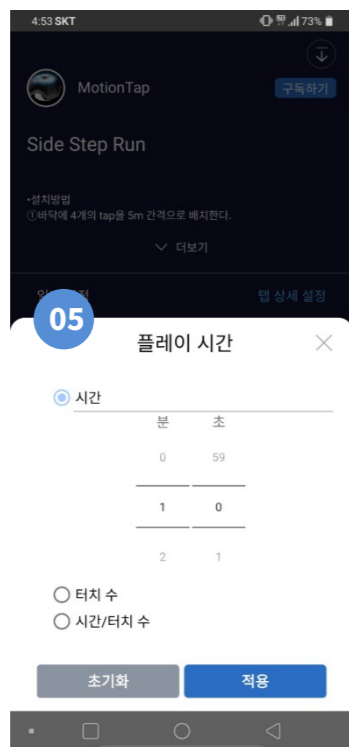 4:53 SKT 73%
MotionTap
구독하기
Side Step Run
•설치방법
①바닥에 4개의 tap을 5m 간격으로 배치한다.
더보기
탭 상세 설정
05
플레이 시간
시간
분 초
0 59
1 0
2 1
터치 수
시간/터치 수
초기화 적용